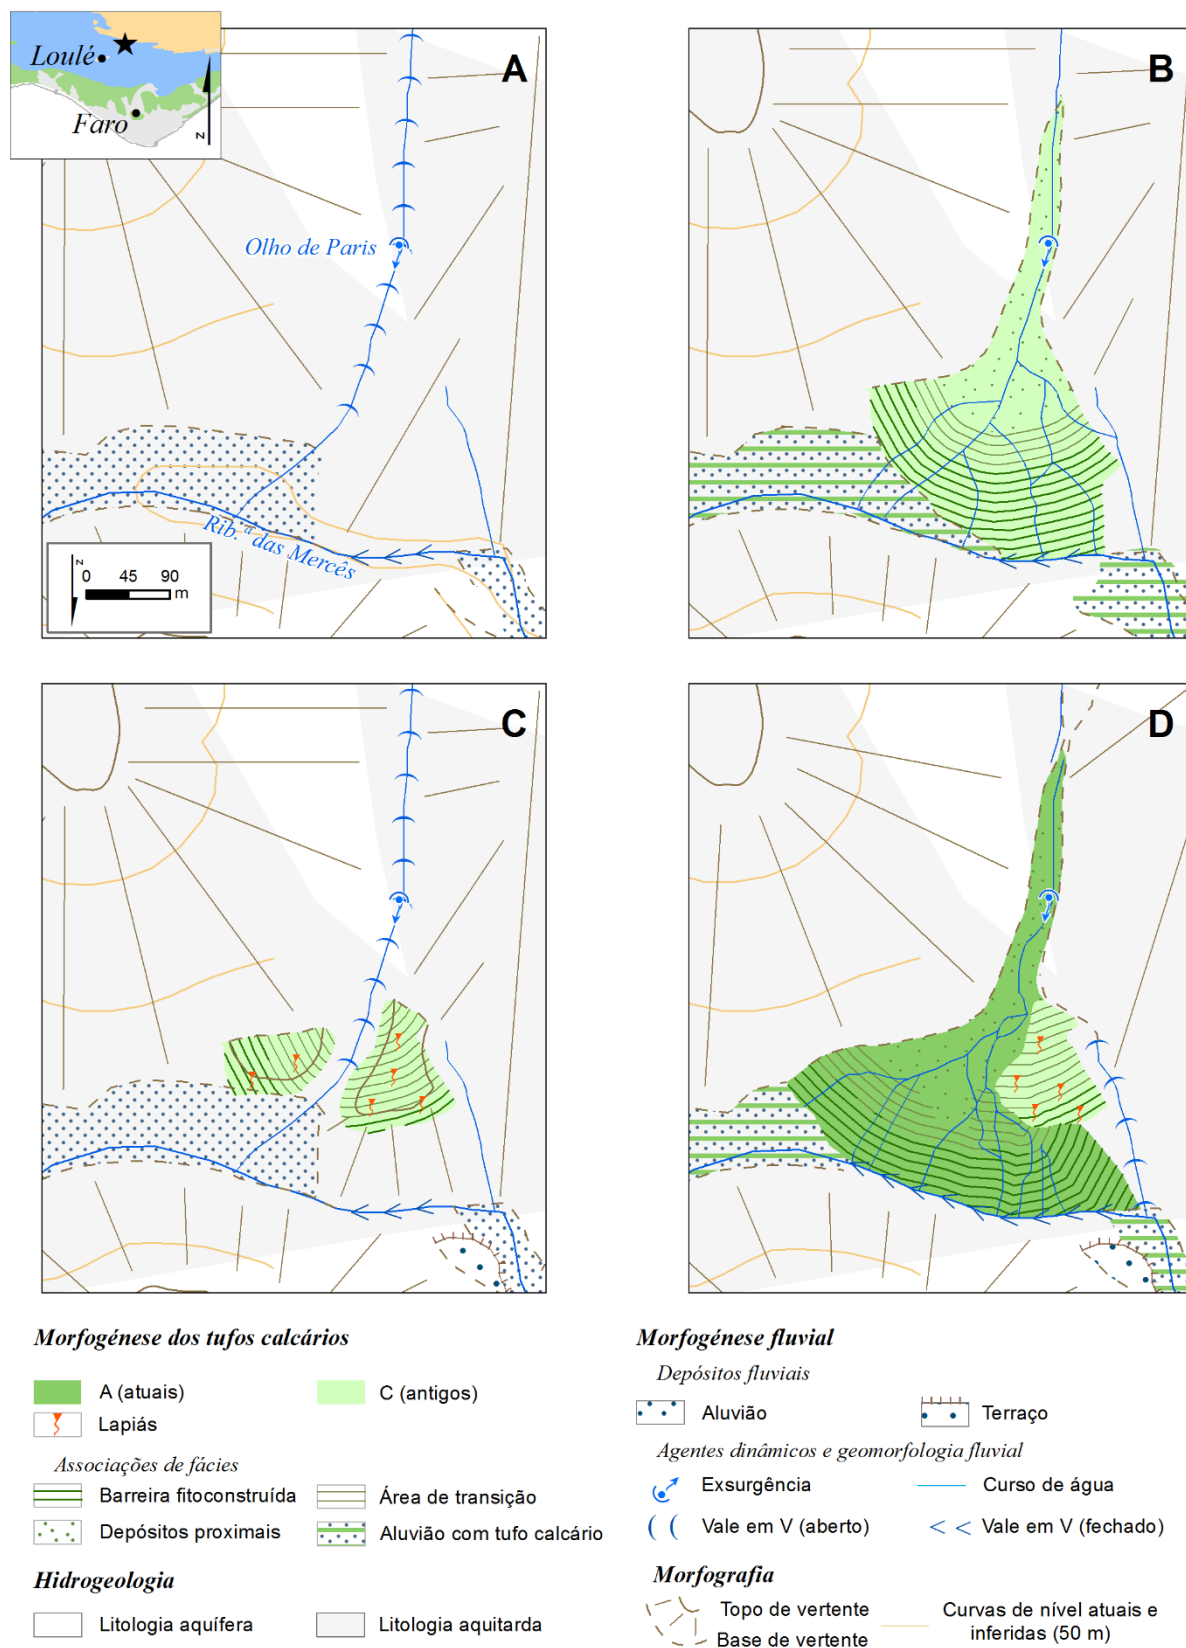 Loulé
Faro
z
A
B
Olho de Paris
Rib.ª das Mercês
z
0 45 90
m
C
D
Morfogénese dos tufos calcários
A (atuais)
C (antigos)
Lapiás
Associações de fácies
Barreira fitoconstruída
Área de transição
Depósitos proximais
Aluvião com tufo calcário
Hidrogeologia
Litologia aquífera
Litologia aquitarda
Morfogénese fluvial
Depósitos fluviais
Aluvião
Terraço
Agentes dinâmicos e geomorfologia fluvial
Exsurgência
Curso de água
Vale em V (aberto)
Vale em V (fechado)
Morfografia
Topo de vertente
Base de vertente
Curvas de nível atuais e
inferidas (50 m)